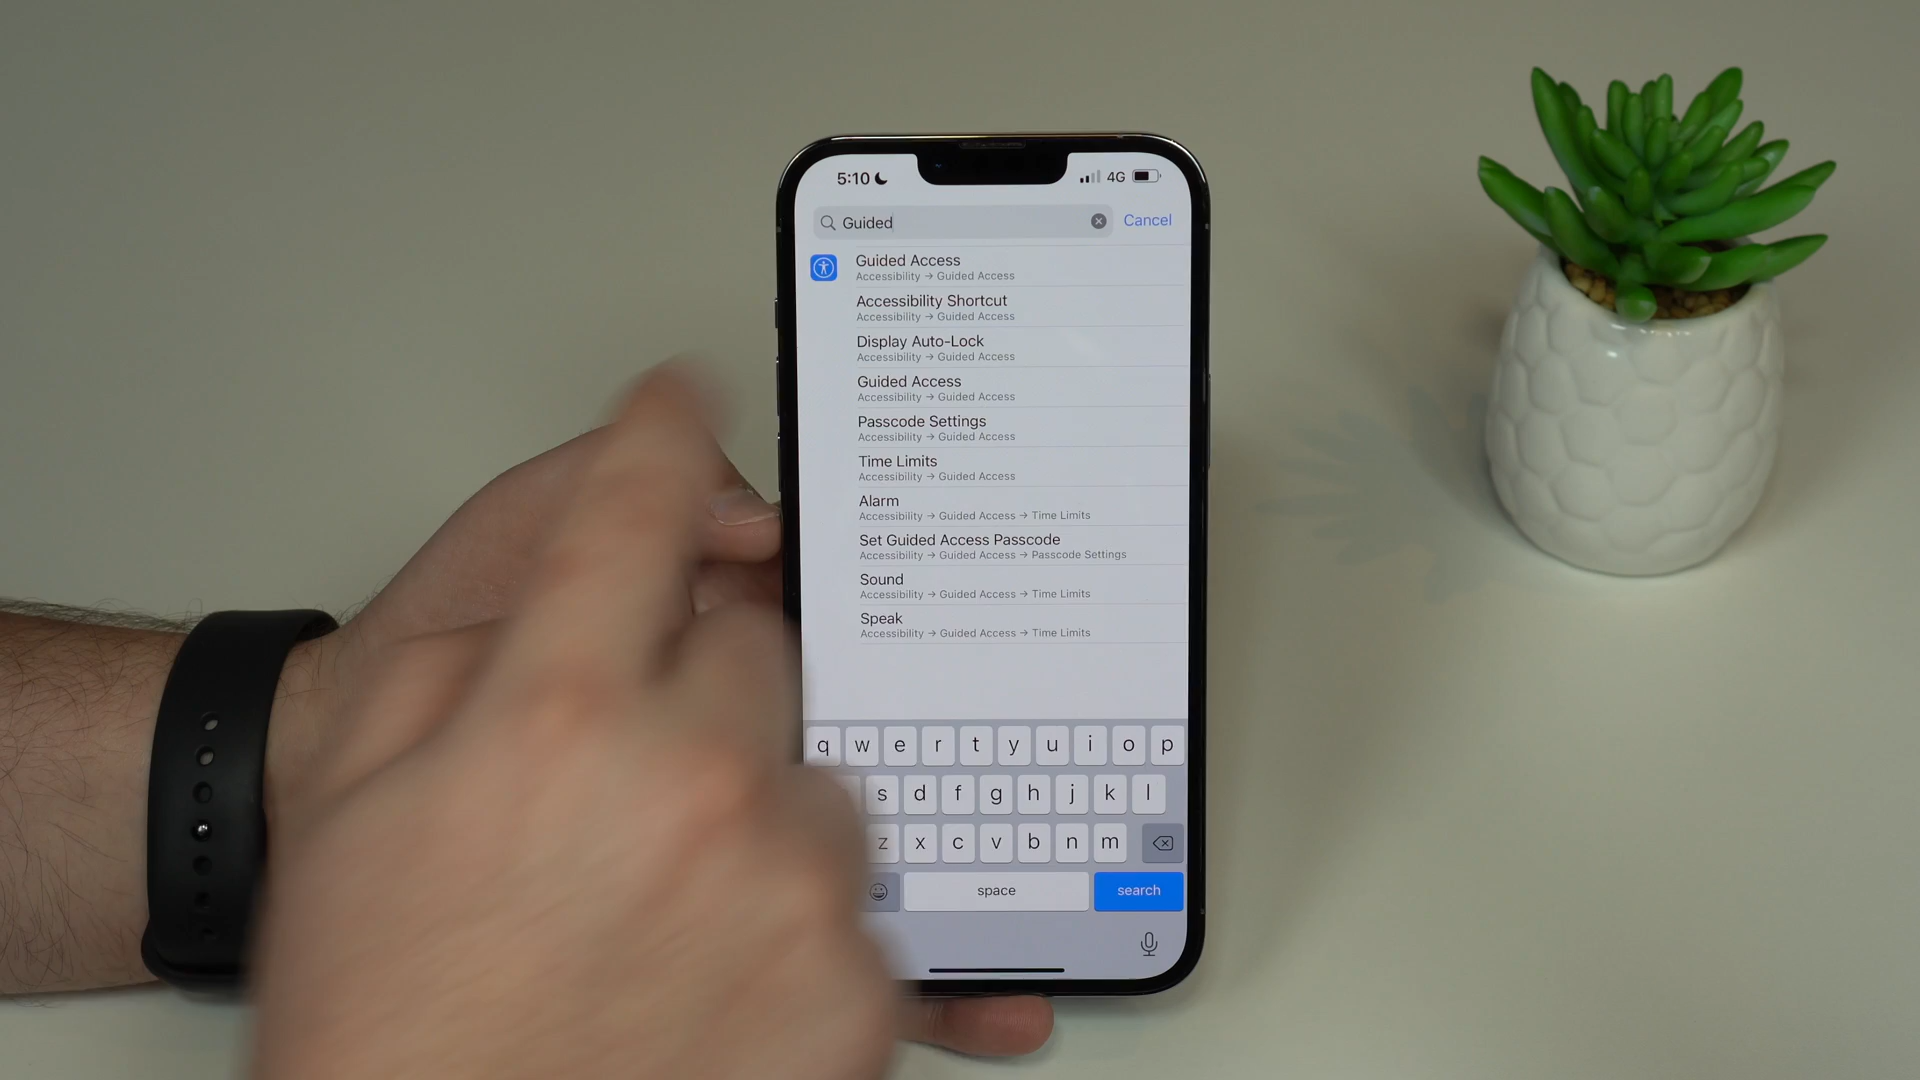 5:10
4G
Guided
Cancel
Guided Access
Accessibility → Guided Access
Accessibility Shortcut
Accessibility → Guided Access
Display Auto-Lock
Accessibility → Guided Access
Guided Access
Accessibility → Guided Access
Passcode Settings
Accessibility → Guided Access
Time Limits
Accessibility → Guided Access
Alarm
Accessibility → Guided Access → Time Limits
Set Guided Access Passcode
Accessibility → Guided Access → Passcode Settings
Sound
Accessibility → Guided Access → Time Limits
Speak
Accessibility → Guided Access → Time Limits
q w e r t y u i o p
s d f g h j k l
z x c v b n m
space
search